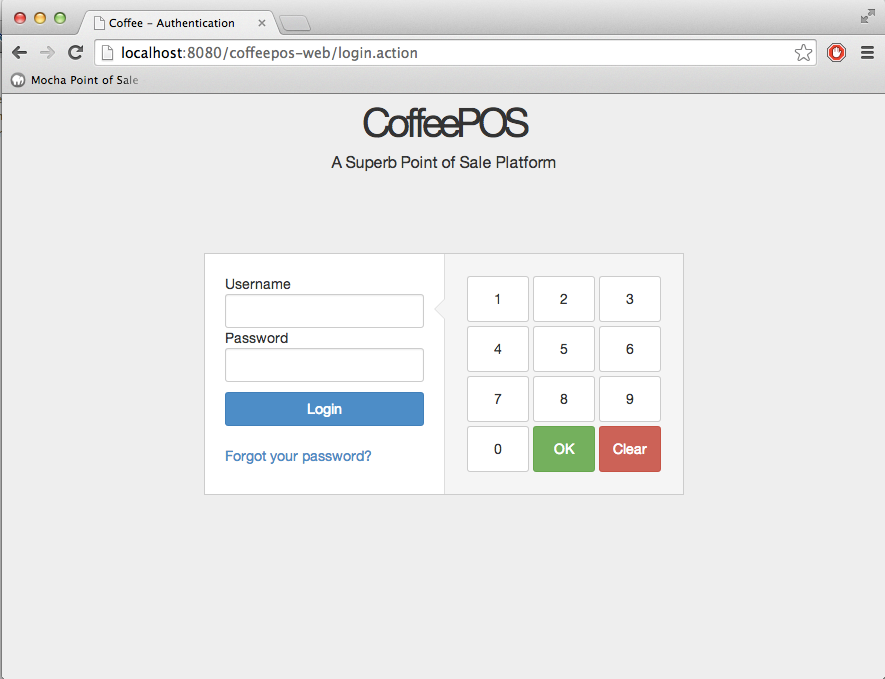 Coffee – Authentication
localhost:8080/coffeepos-web/login.action
Mocha Point of Sale
CoffeePOS
A Superb Point of Sale Platform
Username
Password
Login
Forgot your password?
1 2 3
4 5 6
7 8 9
0 OK Clear